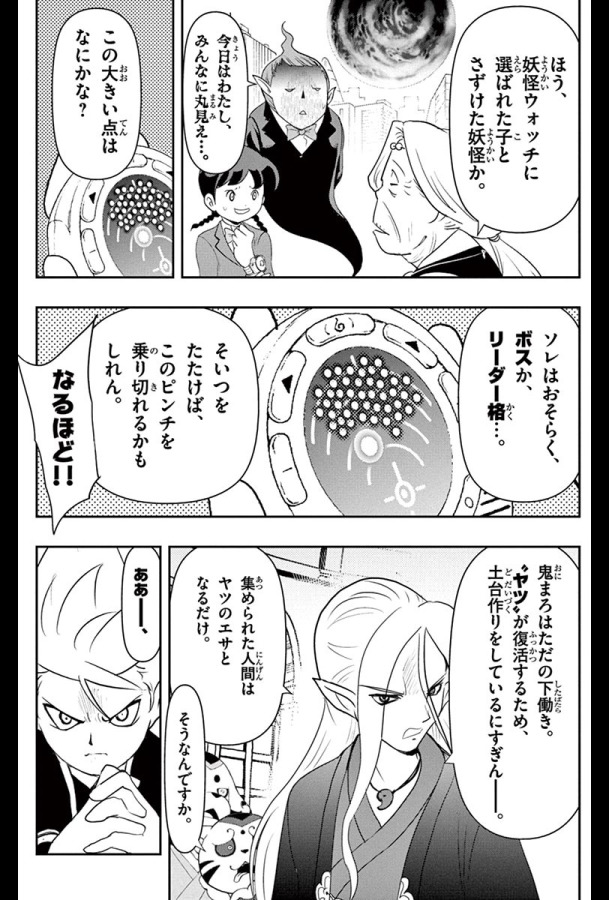 ほう、
妖怪ウォッチに
選ばれた子と
さずけた妖怪か。
今日はわたし、
みんなに丸見え…。
この大きい点は
なにかな？
ソレはおそらく、
ボスか、
リーダー格…。
そいつを
たたけば、
このピンチを
乗り切れるかも
しれん。
なるほど!!
鬼まろはただの下働き。
〝ヤツ〟が復活するため、
土台作りをしているにすぎん――。
集められた人間は
ヤツのエサと
なるだけ。
そうなんですか。
ああ――、